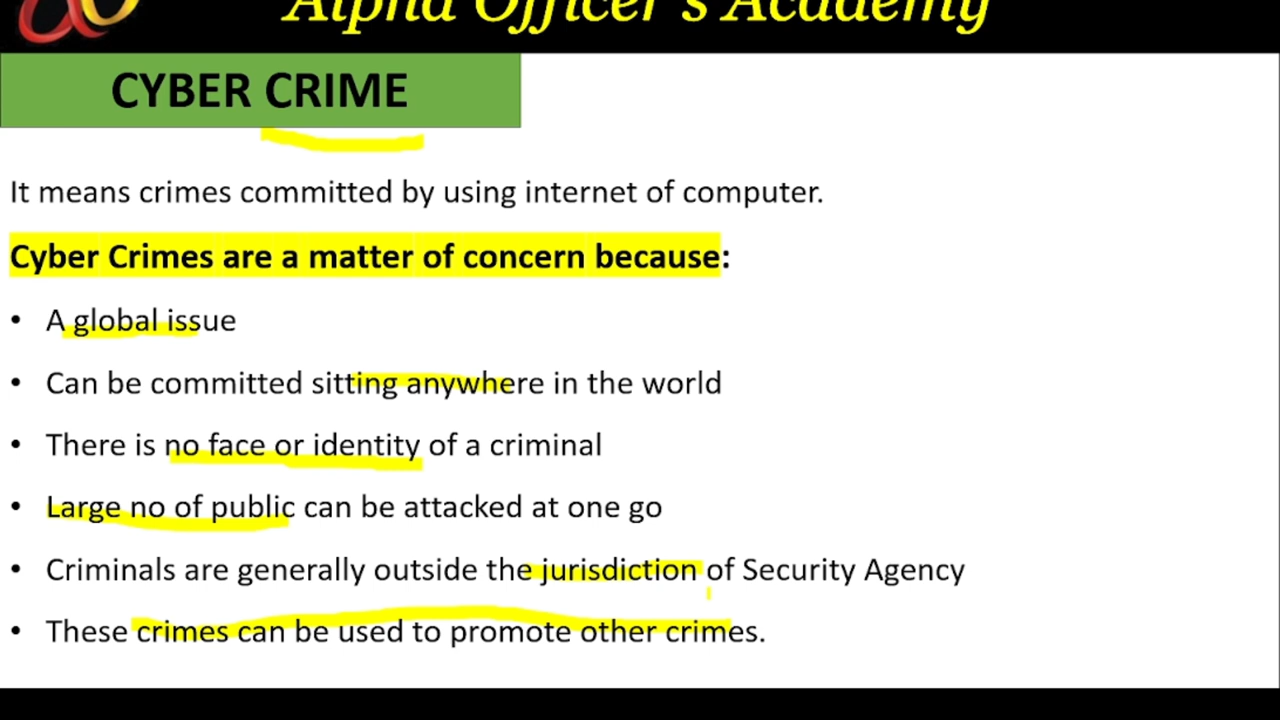 Alpha Officer's Academy
CYBER CRIME
It means crimes committed by using internet of computer.
Cyber Crimes are a matter of concern because:
• A global issue
• Can be committed sitting anywhere in the world
• There is no face or identity of a criminal
• Large no of public can be attacked at one go
• Criminals are generally outside the jurisdiction of Security Agency
• These crimes can be used to promote other crimes.